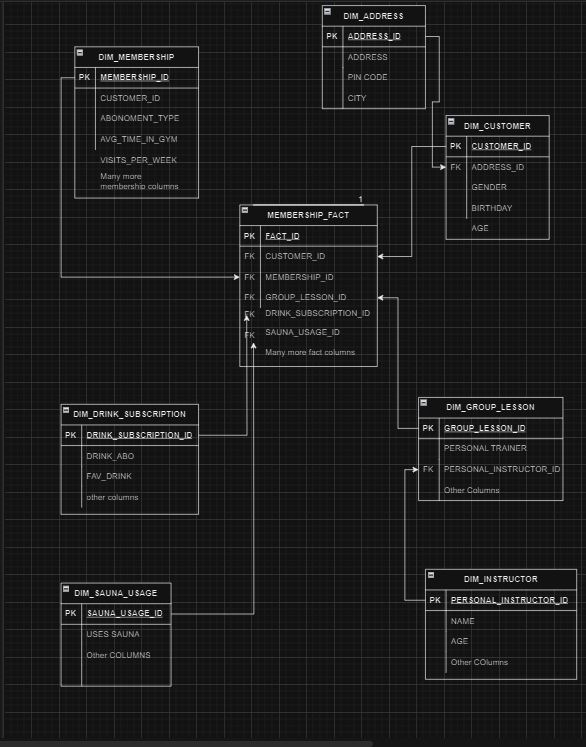 DIM_ADDRESS
PK ADDRESS_ID
ADDRESS
PIN CODE
CITY
DIM_MEMBERSHIP
PK MEMBERSHIP_ID
CUSTOMER_ID
ABONOMENT_TYPE
AVG_TIME_IN_GYM
VISITS_PER_WEEK
Many more
membership columns
DIM_CUSTOMER
PK CUSTOMER_ID
FK ADDRESS_ID
GENDER
BIRTHDAY
AGE
1
MEMBERSHIP_FACT
PK FACT_ID
FK CUSTOMER_ID
FK MEMBERSHIP_ID
FK GROUP_LESSON_ID
FK DRINK_SUBSCRIPTION_ID
FK SAUNA_USAGE_ID
Many more fact columns
DIM_DRINK_SUBSCRIPTION
PK DRINK_SUBSCRIPTION_ID
DRINK_ABO
FAV_DRINK
other columns
DIM_GROUP_LESSON
PK GROUP_LESSON_ID
PERSONAL TRAINER
FK PERSONAL_INSTRUCTOR_ID
Other Columns
DIM_SAUNA_USAGE
PK SAUNA_USAGE_ID
USES SAUNA
Other COLUMNS
DIM_INSTRUCTOR
PK PERSONAL_INSTRUCTOR_ID
NAME
AGE
Other COlumns